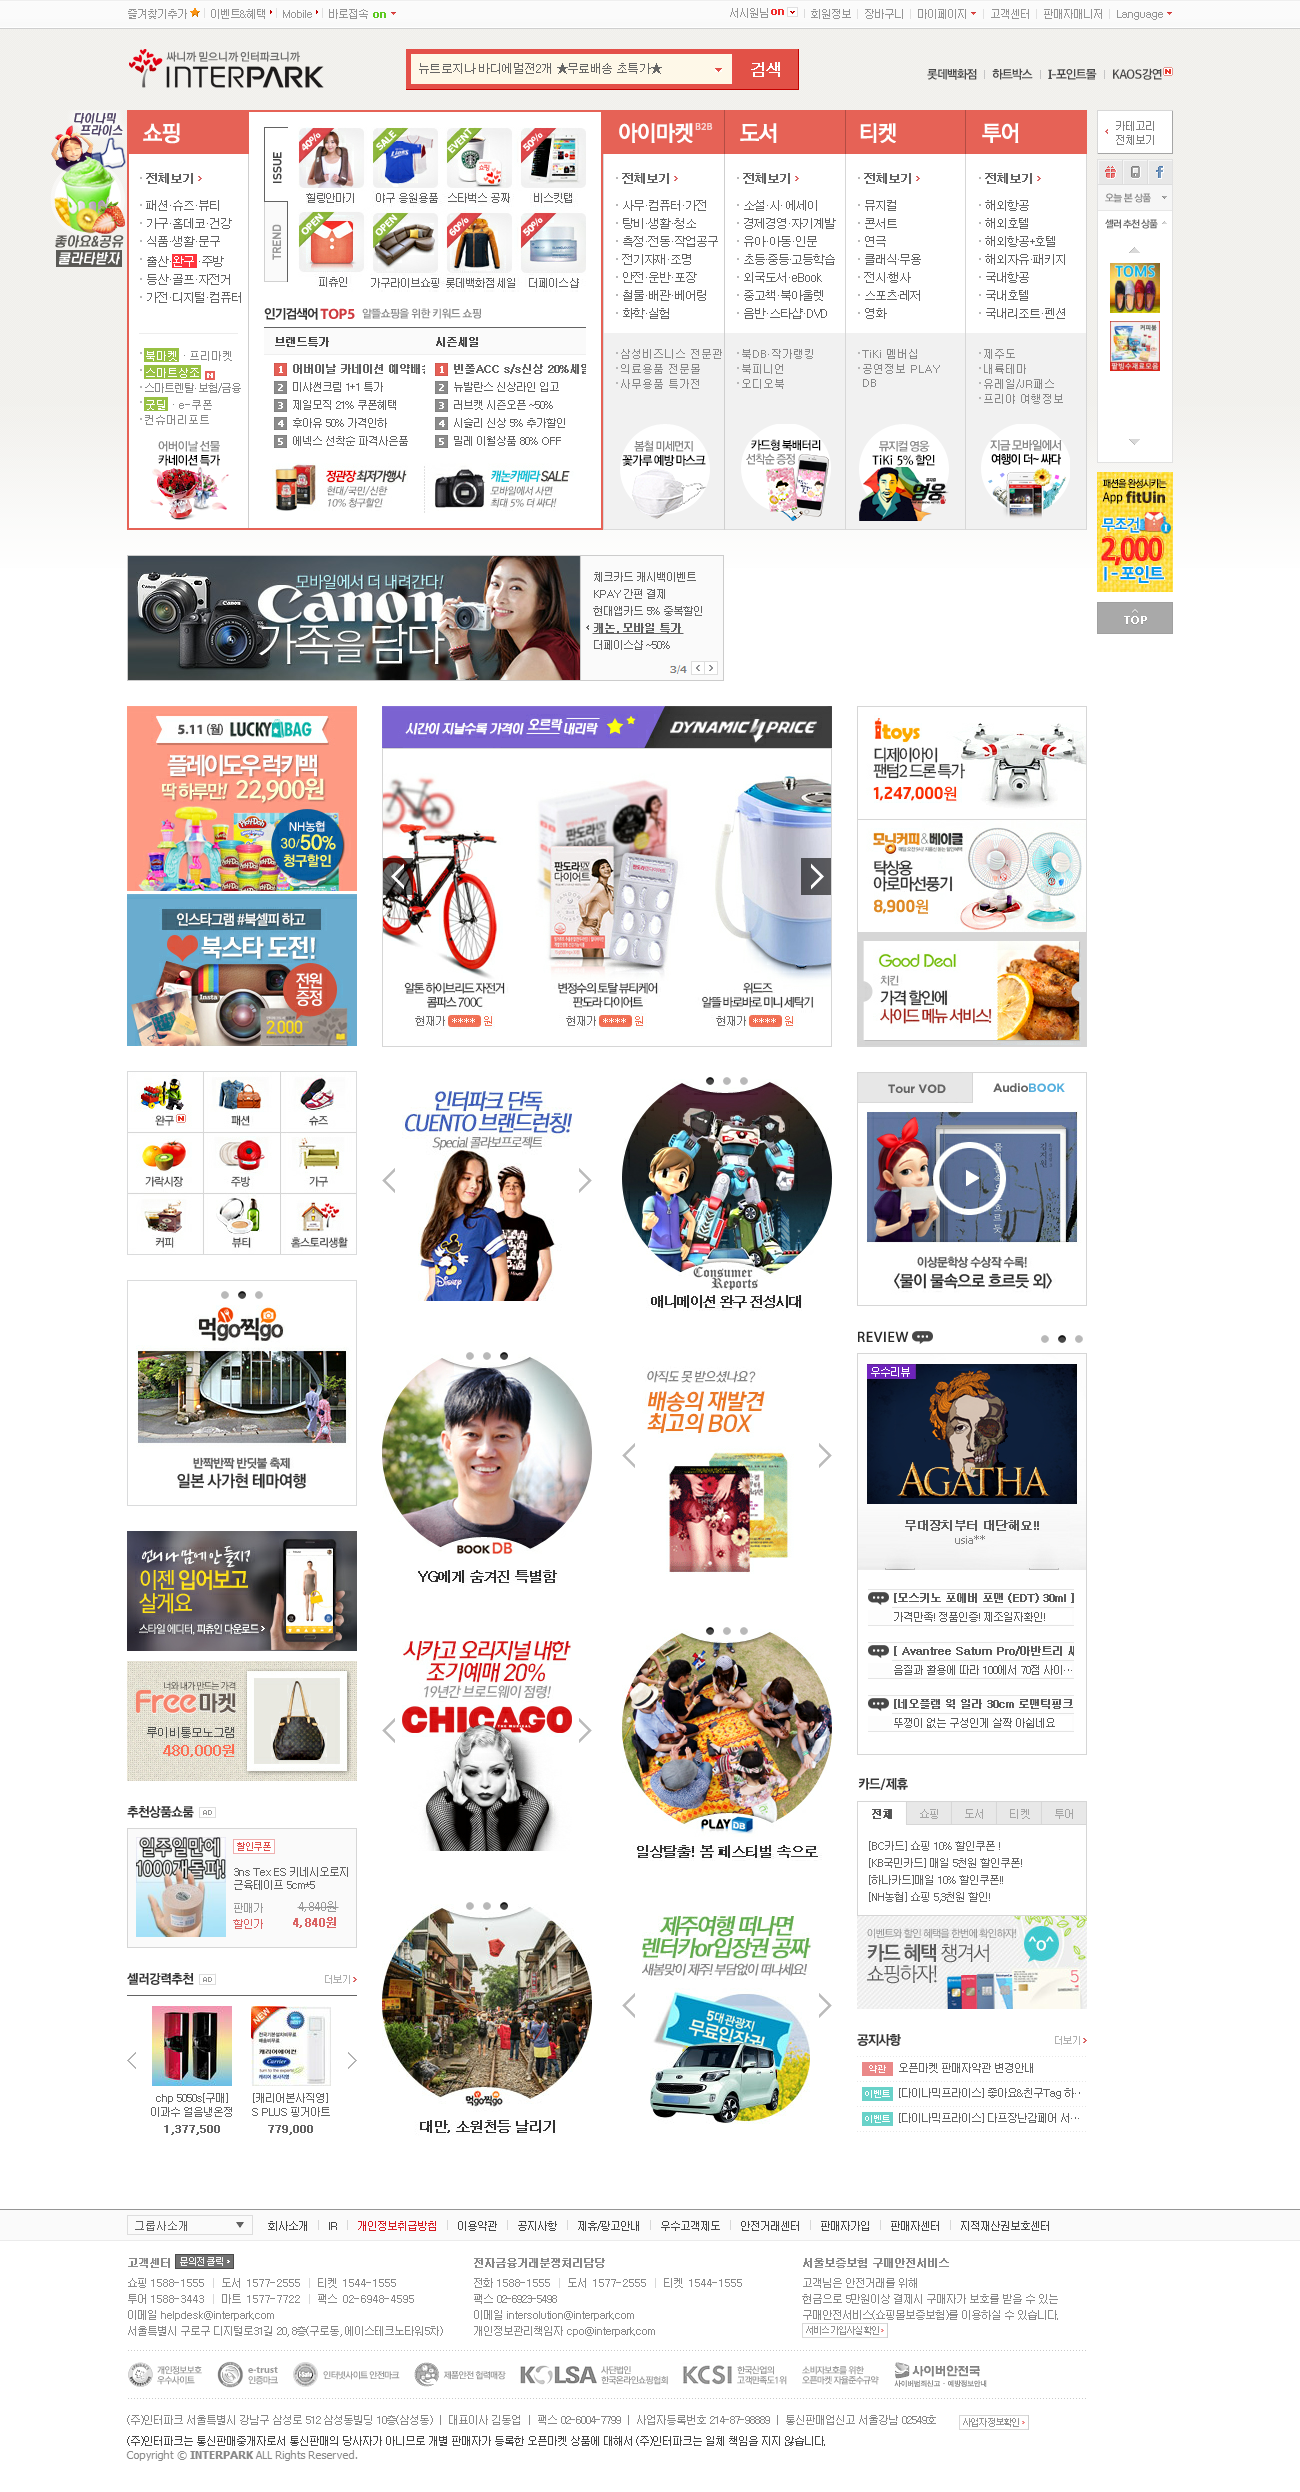 즐겨찾기추가 이벤트&혜택 Mobile 바로접속 on
서시원님 on 회원정보 장바구니 마이페이지 고객센터 판매자매니저 Language
싸니까 믿으니까 인터파크니까
INTERPARK
뉴트로지나 바디에멀젼2개 ★무료배송 초특가★ 검색
롯데백화점 하트박스 I-포인트몰 KAOS강연
다이나믹 프라이스
좋아요&공유
쿨라타받자
쇼핑
전체보기
패션·슈즈·뷰티
가구·홈데코·건강
식품·생활·문구
출산·완구·주방
등산·골프·자전거
가전·디지털·컴퓨터
북마켓 · 프리마켓
스마트상조
스마트렌탈·보험/금융
굿딜 · e-쿠폰
컨슈머리포트
어버이날 선물
카네이션 특가
ISSUE
TREND
40% SALE EVENT 50%
힐링안마기 야구 응원용품 스타벅스 공짜 비스킷탭
OPEN OPEN 60% 50%
피츄인 가구라이브쇼핑 롯데백화점세일 더페이스샵
인기검색어 TOP5 알뜰쇼핑을 위한 키워드 쇼핑
브랜드특가
1 어버이날 카네이션 예약배송
2 미샤썬크림 1+1 특가
3 제일모직 21% 쿠폰혜택
4 후아유 50% 가격인하
5 에넥스 선착순 파격사은품
시즌세일
1 빈폴ACC s/s신상 20%세일
2 뉴발란스 신상라인 입고
3 러브캣 시즌오픈 ~50%
4 시슬리 신상 5% 추가할인
5 밀레 이월상품 80% OFF
정관장 최저가행사
현대/국민/신한
10% 청구할인
캐논카메라 SALE
모바일에서 사면
최대 5% 더 싸다!
아이마켓 B2B
전체보기
사무·컴퓨터·가전
탕비·생활·청소
측정·전동·작업공구
전기자재·조명
안전·운반·포장
철물·배관·베어링
화학·실험
삼성비즈니스 전문관
의료용품 전문몰
사무용품 특가전
봄철 미세먼지
꽃가루 예방 마스크
도서
전체보기
소설·시·에세이
경제경영·자기계발
유아·아동·인문
초등·중등·고등학습
외국도서·eBook
중고책·북아울렛
음반·스타샵·DVD
북DB·작가랭킹
북피니언
오디오북
카드형 북배터리
선착순 증정
티켓
전체보기
뮤지컬
콘서트
연극
클래식·무용
전시·행사
스포츠·레저
영화
TiKi 멤버십
공연정보 PLAY DB
뮤지컬 영웅
TiKi 5% 할인
영웅
투어
전체보기
해외항공
해외호텔
해외항공+호텔
해외자유·패키지
국내항공
국내호텔
국내리조트·펜션
제주도
내륙테마
유레일/JR패스
프리야 여행정보
지금 모바일에서
여행이 더~ 싸다
카테고리
전체보기
오늘 본 상품
셀러 추천 상품
TOMS
커피몽
팥빙수재료모음
패션을 완성시키는
App fitUin
무조건
2,000
I-포인트
TOP
모바일에서 더 내려간다!
Canon
가족을 담다
체크카드 캐시백이벤트
KPAY 간편 결제
현대앱카드 5% 중복할인
캐논, 모바일 특가
더페이스샵 ~50%
3/4
5.11 (월) LUCKY BAG
플레이도우 럭키백
딱 하루만! 22,900원
NH농협
30/50%
청구할인
인스타그램 #북셀피 하고
북스타 도전!
전원
증정
Insta
2,000
시간이 지날수록 가격이 오르락 내리락 DYNAMIC PRICE
알톤 하이브리드 자전거
콤파스 700C
현재가 **** 원
변정수의 토탈 뷰티케어
판도라 다이어트
현재가 **** 원
위드즈
알뜰 바로바로 미니 세탁기
현재가 **** 원
itoys
디제이아이
팬텀2 드론 특가
1,247,000원
모닝커피&베이글
탁상용
아로마선풍기
8,900원
Good Deal
치킨
가격 할인에
사이드 메뉴 서비스!
완구 패션 슈즈
가락시장 주방 가구
커피 뷰티 홈스토리생활
인터파크 단독
CUENTO 브랜드런칭!
Special 콜라보프로젝트
Consumer
Reports
애니메이션 완구 전성시대
Tour VOD AudioBOOK
이상문학상 수상작 수록!
〈물이 물속으로 흐르듯 외〉
먹go찍go
반짝반짝 반딧불 축제
일본 사가현 테마여행
BOOK DB
YG에게 숨겨진 특별함
아직도 못 받으셨나요?
배송의 재발견
최고의 BOX
REVIEW
우수리뷰
AGATHA
무대장치부터 대단해요!!
usia**
[모스키노 포에버 포맨 (EDT) 30ml ]
가격만족! 정품인증! 제조일자확인!
[ Avantree Saturn Pro/아반트리 새
음질과 활용에 따라 100에서 70점 사이…
[네오플램 웍 일라 30cm 로맨틱핑크
뚜껑이 없는 구성인게 살짝 아쉽네요
언니 나 맘에 안 들지?
이젠 입어보고
살게요
스타일 에디터, 피츄인 다운로드
너와 내가 만드는 가격
Free마켓
루이비통모노그램
480,000원
시카고 오리지널 내한
조기예매 20%
19년간 브로드웨이 점령!
CHICAGO
THE MUSICAL
PLAY DB
일상탈출! 봄 페스티벌 속으로
카드/제휴
전체 쇼핑 도서 티켓 투어
[BC카드] 쇼핑 10% 할인쿠폰 !
[KB국민카드] 매일 5천원 할인쿠폰!
[하나카드]매일 10% 할인쿠폰!!
[NH농협] 쇼핑 5,3천원 할인!
이벤트와 할인 혜택을 한번에 확인하자!
카드 혜택 챙겨서
쇼핑하자!
추천상품쇼룸 AD
일주일만에
1000개돌파!
할인쿠폰
3ns Tex ES 키네시오로지
근육테이프 5cm*5
판매가 4,840원
할인가 4,840원
셀러강력추천 AD 더보기
NEW
캐리어에어컨
Carrier
chp 5050s[구매]
이과수 얼음냉온정
1,377,500
[캐리어본사직영]
S PLUS 핑거아트
779,000
먹go찍go
대만, 소원천등 날리기
제주여행 떠나면
렌터카or입장권 공짜
새봄맞이 제주! 부담없이 떠나세요!
5대 관광지
무료입장권
공지사항 더보기
약관 오픈마켓 판매자약관 변경안내
이벤트 [다이나믹프라이스] 좋아요&친구Tag 하…
이벤트 [다이나믹프라이스] 다프장난감페어 서…
그룹사소개 회사소개 IR 개인정보취급방침 이용약관 공지사항 제휴/광고안내 우수고객제도 안전거래센터 판매자가입 판매자센터 지적재산권보호센터
고객센터 문의전 클릭
쇼핑 1588-1555 도서 1577-2555 티켓 1544-1555
투어 1588-3443 마트 1577-7722 팩스 02-6948-4595
이메일 helpdesk@interpark.com
서울특별시 구로구 디지털로31길 20, 8층(구로동, 에이스테크노타워5차)
전자금융거래분쟁처리담당
전화 1588-1555 도서 1577-2555 티켓 1544-1555
팩스 02-6923-5498
이메일 intersolution@interpark.com
개인정보관리책임자 cpo@interpark.com
서울보증보험 구매안전서비스
고객님은 안전거래를 위해
현금으로 5만원이상 결제시 구매자가 보호를 받을 수 있는
구매안전서비스(쇼핑몰보증보험)를 이용하실 수 있습니다.
서비스 가입사실 확인
개인정보보호 우수사이트 e-trust 인증마크 인터넷사이트 안전마크 제품안전 협력매장 KOLSA 사단법인 한국온라인쇼핑협회 KCSI 한국산업의 고객만족도1위 소비자보호를 위한 오픈마켓 자율준수규약 사이버안전국 사이버범죄신고·예방정보안내
(주)인터파크 서울특별시 강남구 삼성로 512 삼성동빌딩 10층(삼성동) | 대표이사 김동업 | 팩스 02-6004-7799 | 사업자등록번호 214-87-98889 | 통신판매업신고 서울강남 02549호 사업자정보확인
(주)인터파크는 통신판매중개자로서 통신판매의 당사자가 아니므로 개별 판매자가 등록한 오픈마켓 상품에 대해서 (주)인터파크는 일체 책임을 지지 않습니다.
Copyright © INTERPARK ALL Rights Reserved.